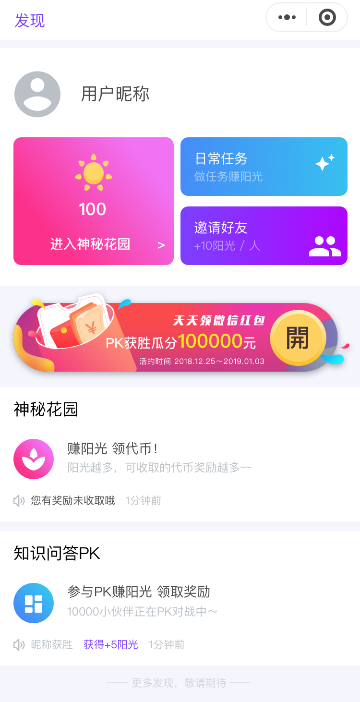 发现
用户昵称
100
进入神秘花园 >
日常任务
做任务赚阳光
邀请好友
+10阳光 / 人
天天领微信红包
PK获胜瓜分100000元
活约时间 2018.12.25~2019.01.03
開
神秘花园
赚阳光 领代币!
阳光越多，可收取的代币奖励越多~~
您有奖励未收取哦 1分钟前
知识问答PK
参与PK赚阳光 领取奖励
10000小伙伴正在PK对战中~
昵称获胜 获得+5阳光 1分钟前
更多发现，敬请期待